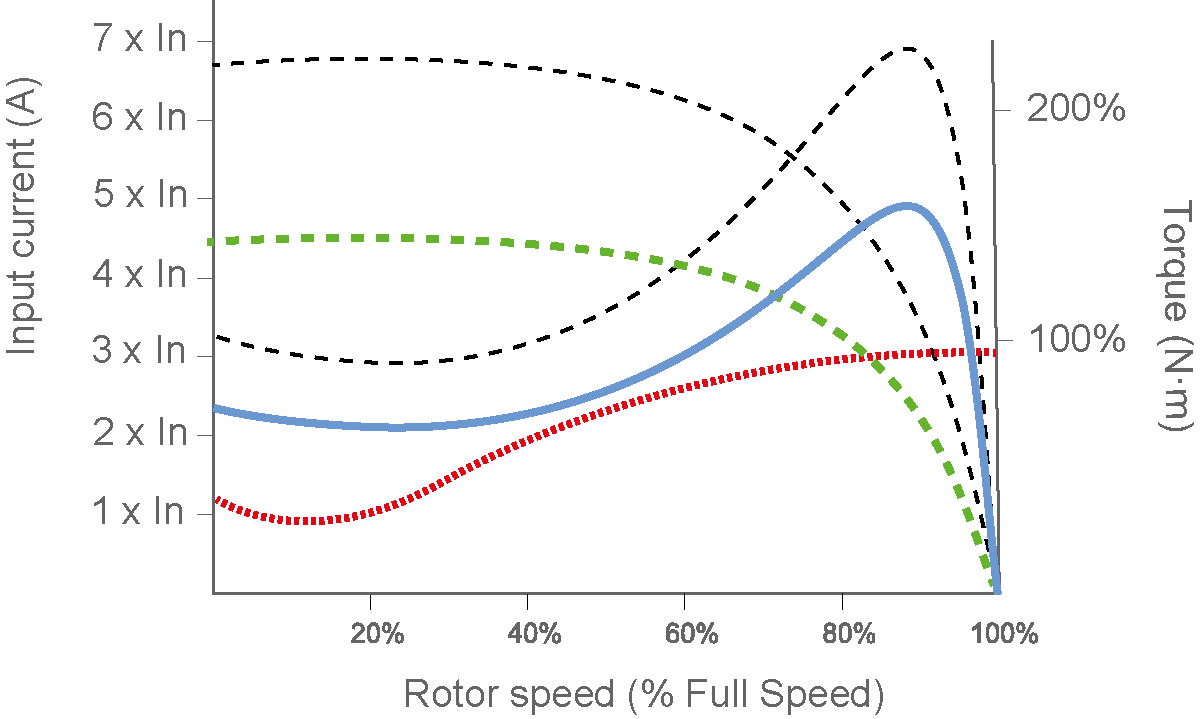 7 x In
6 x In
5 x In
4 x In
3 x In
2 x In
1 x In
Input current (A)
200%
100%
Torque (N·m)
20%
40%
60%
80%
100%
Rotor speed (% Full Speed)